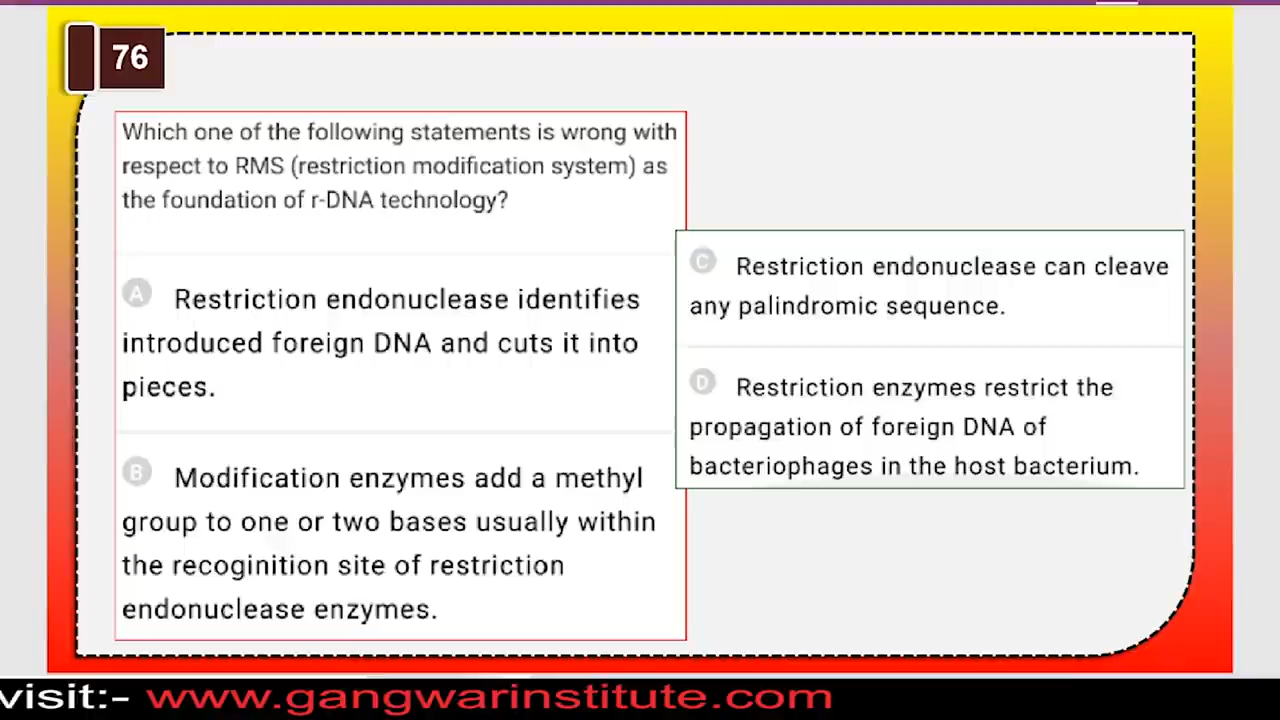 76
Which one of the following statements is wrong with
respect to RMS (restriction modification system) as
the foundation of r-DNA technology?
A Restriction endonuclease identifies
introduced foreign DNA and cuts it into
pieces.
B Modification enzymes add a methyl
group to one or two bases usually within
the recoginition site of restriction
endonuclease enzymes.
C Restriction endonuclease can cleave
any palindromic sequence.
D Restriction enzymes restrict the
propagation of foreign DNA of
bacteriophages in the host bacterium.
visit:- www.gangwarinstitute.com